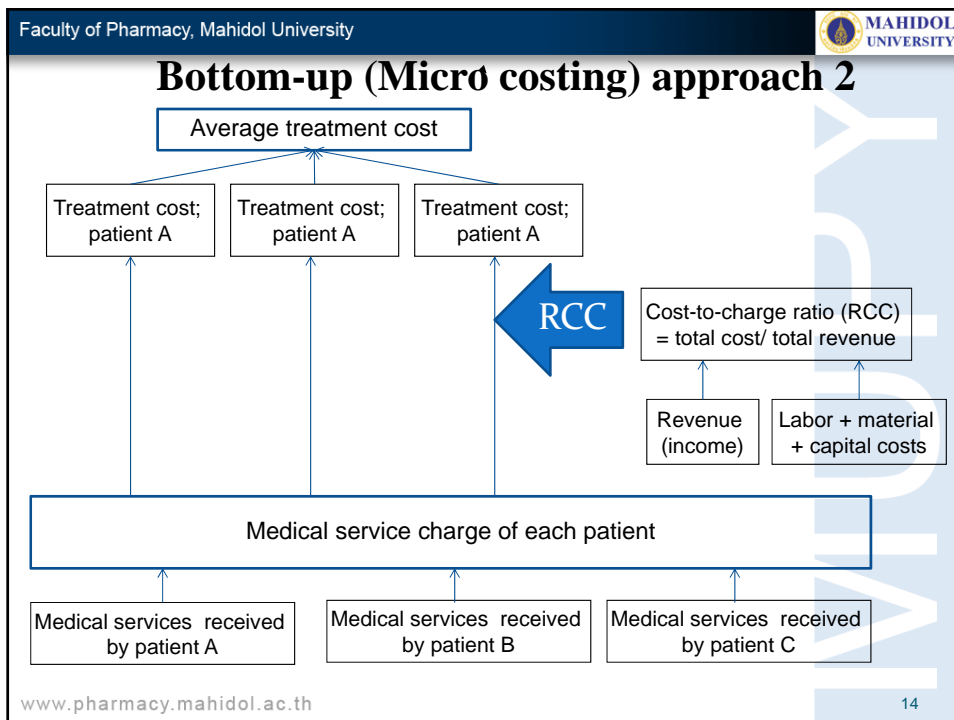 Faculty of Pharmacy, Mahidol University
MAHIDOL
UNIVERSITY
Bottom-up (Micro costing) approach 2
Average treatment cost
Treatment cost;
patient A
Treatment cost;
patient A
Treatment cost;
patient A
RCC
Cost-to-charge ratio (RCC)
= total cost/ total revenue
Revenue
(income)
Labor + material
+ capital costs
Medical service charge of each patient
Medical services received
by patient A
Medical services received
by patient B
Medical services received
by patient C
MUPY
www.pharmacy.mahidol.ac.th
14